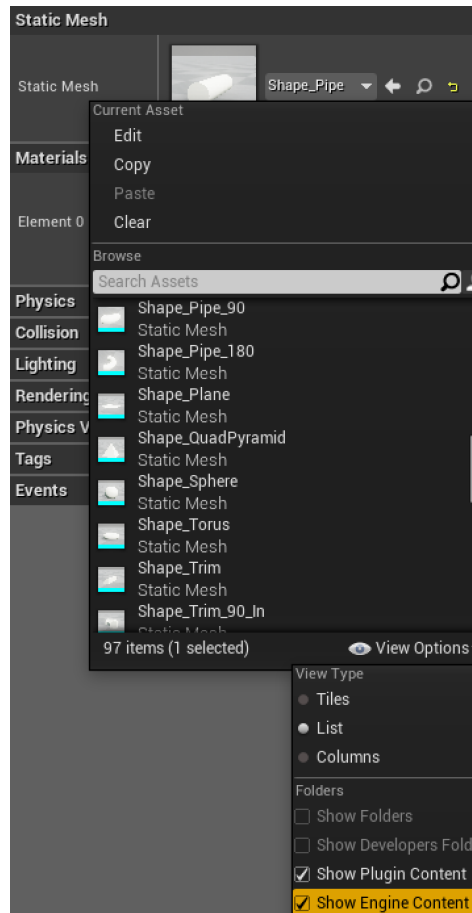 Static Mesh
Static Mesh
Shape_Pipe
Current Asset
Edit
Copy
Paste
Clear
Materials
Element 0
Browse
Search Assets
Physics
Collision
Lighting
Rendering
Physics V
Tags
Events
Shape_Pipe_90
Static Mesh
Shape_Pipe_180
Static Mesh
Shape_Plane
Static Mesh
Shape_QuadPyramid
Static Mesh
Shape_Sphere
Static Mesh
Shape_Torus
Static Mesh
Shape_Trim
Static Mesh
Shape_Trim_90_In
Static Mesh
97 items (1 selected)
View Options
View Type
Tiles
List
Columns
Folders
Show Folders
Show Developers Fold
Show Plugin Content
Show Engine Content